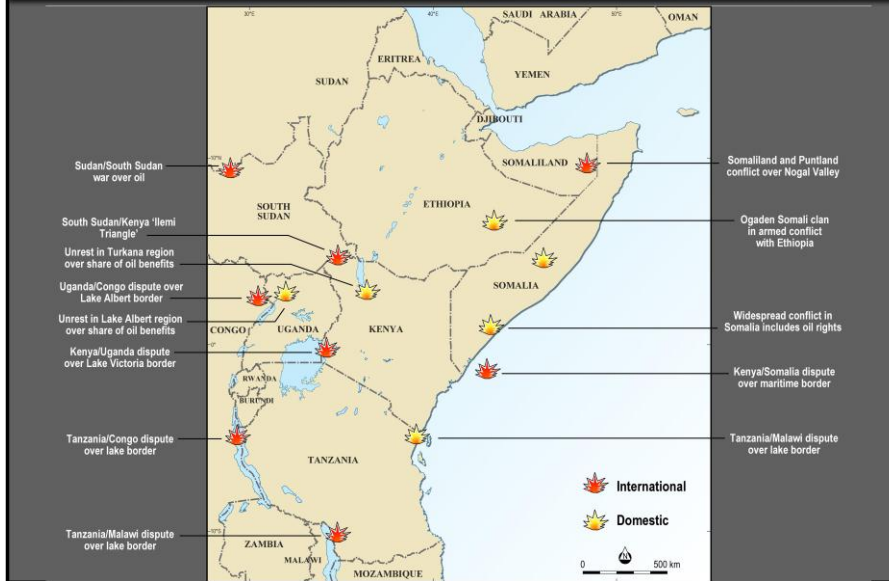 30°E
40°E
50°E
SAUDI ARABIA
OMAN
ERITREA
YEMEN
SUDAN
DJIBOUTI
10°N
SOMALILAND
Sudan/South Sudan
war over oil
Somaliland and Puntland
conflict over Nogal Valley
SOUTH
SUDAN
ETHIOPIA
South Sudan/Kenya ‘Ilemi
Triangle’
Ogaden Somali clan
in armed conflict
with Ethiopia
Unrest in Turkana region
over share of oil benefits
Uganda/Congo dispute over
Lake Albert border
SOMALIA
Unrest in Lake Albert region
over share of oil benefits
Widespread conflict in
Somalia includes oil rights
CONGO
UGANDA
KENYA
0°
Kenya/Uganda dispute
over Lake Victoria border
Kenya/Somalia dispute
over maritime border
RWANDA
BURUNDI
Tanzania/Congo dispute
over lake border
Tanzania/Malawi dispute
over lake border
TANZANIA
International
Domestic
Tanzania/Malawi dispute
over lake border
10°S
ZAMBIA
MALAWI
MOZAMBIQUE
N
0
500 km